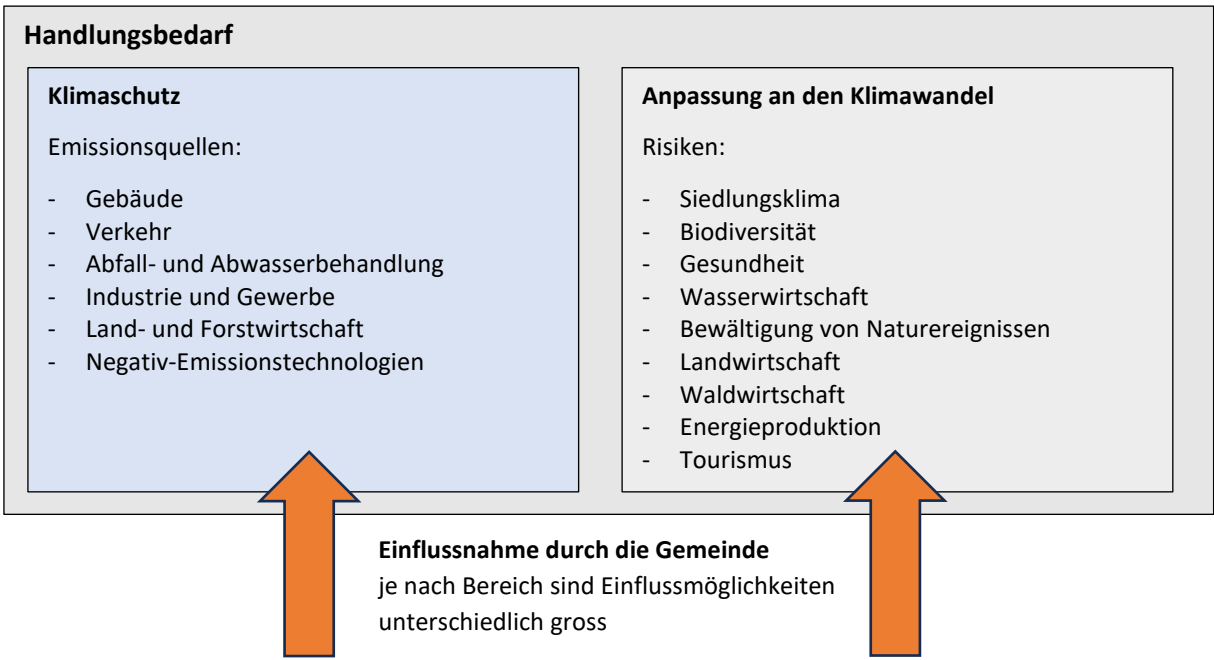 Handlungsbedarf
Klimaschutz
Emissionsquellen:
- Gebäude
- Verkehr
- Abfall- und Abwasserbehandlung
- Industrie und Gewerbe
- Land- und Forstwirtschaft
- Negativ-Emissionstechnologien
Anpassung an den Klimawandel
Risiken:
- Siedlungsklima
- Biodiversität
- Gesundheit
- Wasserwirtschaft
- Bewältigung von Naturereignissen
- Landwirtschaft
- Waldwirtschaft
- Energieproduktion
- Tourismus
Einflussnahme durch die Gemeinde
je nach Bereich sind Einflussmöglichkeiten
unterschiedlich gross